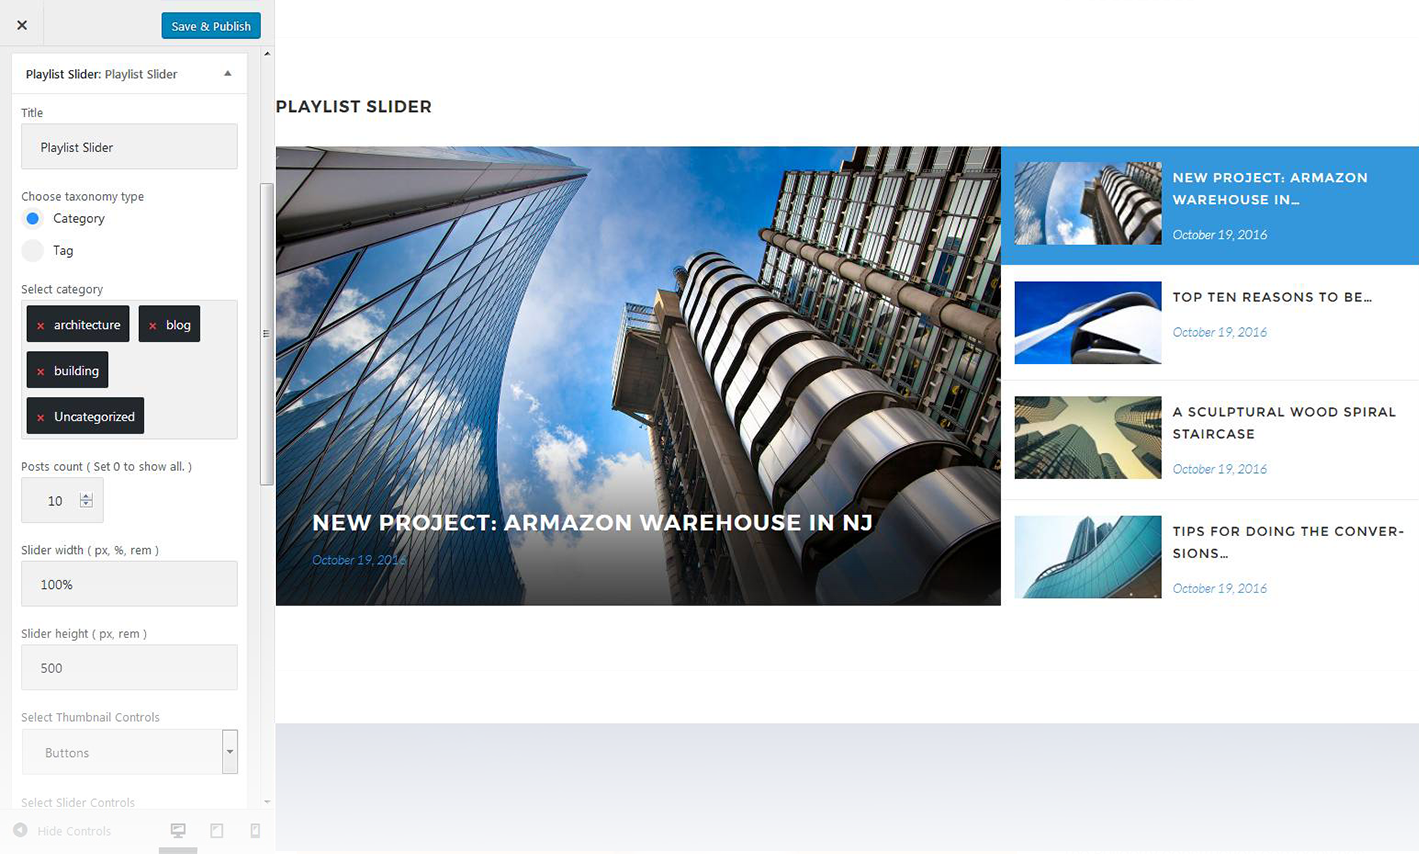 Save & Publish
Playlist Slider: Playlist Slider
Title
Playlist Slider
Choose taxonomy type
Category
Tag
Select category
× architecture × blog
× building
× Uncategorized
Posts count ( Set 0 to show all. )
10
Slider width ( px, %, rem )
100%
Slider height ( px, rem )
500
Select Thumbnail Controls
Buttons
Select Slider Controls
Hide Controls
PLAYLIST SLIDER
NEW PROJECT: ARMAZON WAREHOUSE IN NJ
October 19, 2016
NEW PROJECT: ARMAZON
WAREHOUSE IN...
October 19, 2016
TOP TEN REASONS TO BE...
October 19, 2016
A SCULPTURAL WOOD SPIRAL
STAIRCASE
October 19, 2016
TIPS FOR DOING THE CONVER-
SIONS...
October 19, 2016